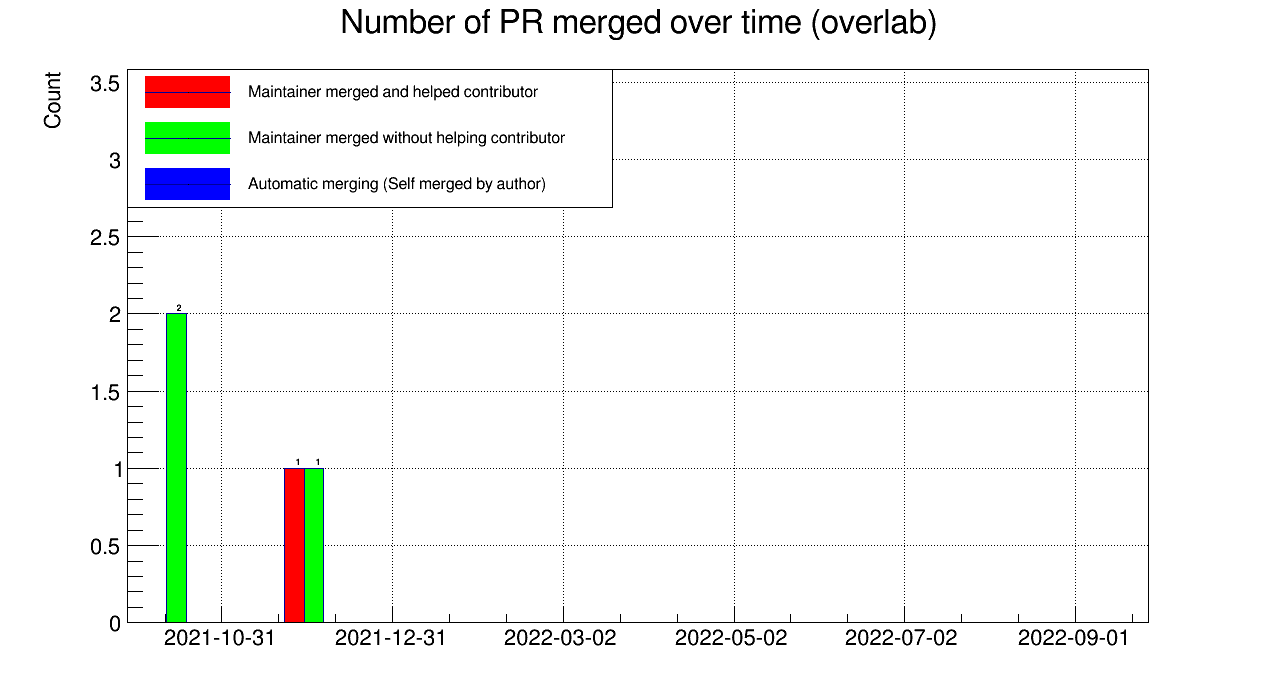 Number of PR merged over time (overlab)
Count
3.5
3
2.5
2
1.5
1
0.5
0
Maintainer merged and helped contributor
Maintainer merged without helping contributor
Automatic merging (Self merged by author)
2
1 1
2021-10-31 2021-12-31 2022-03-02 2022-05-02 2022-07-02 2022-09-01